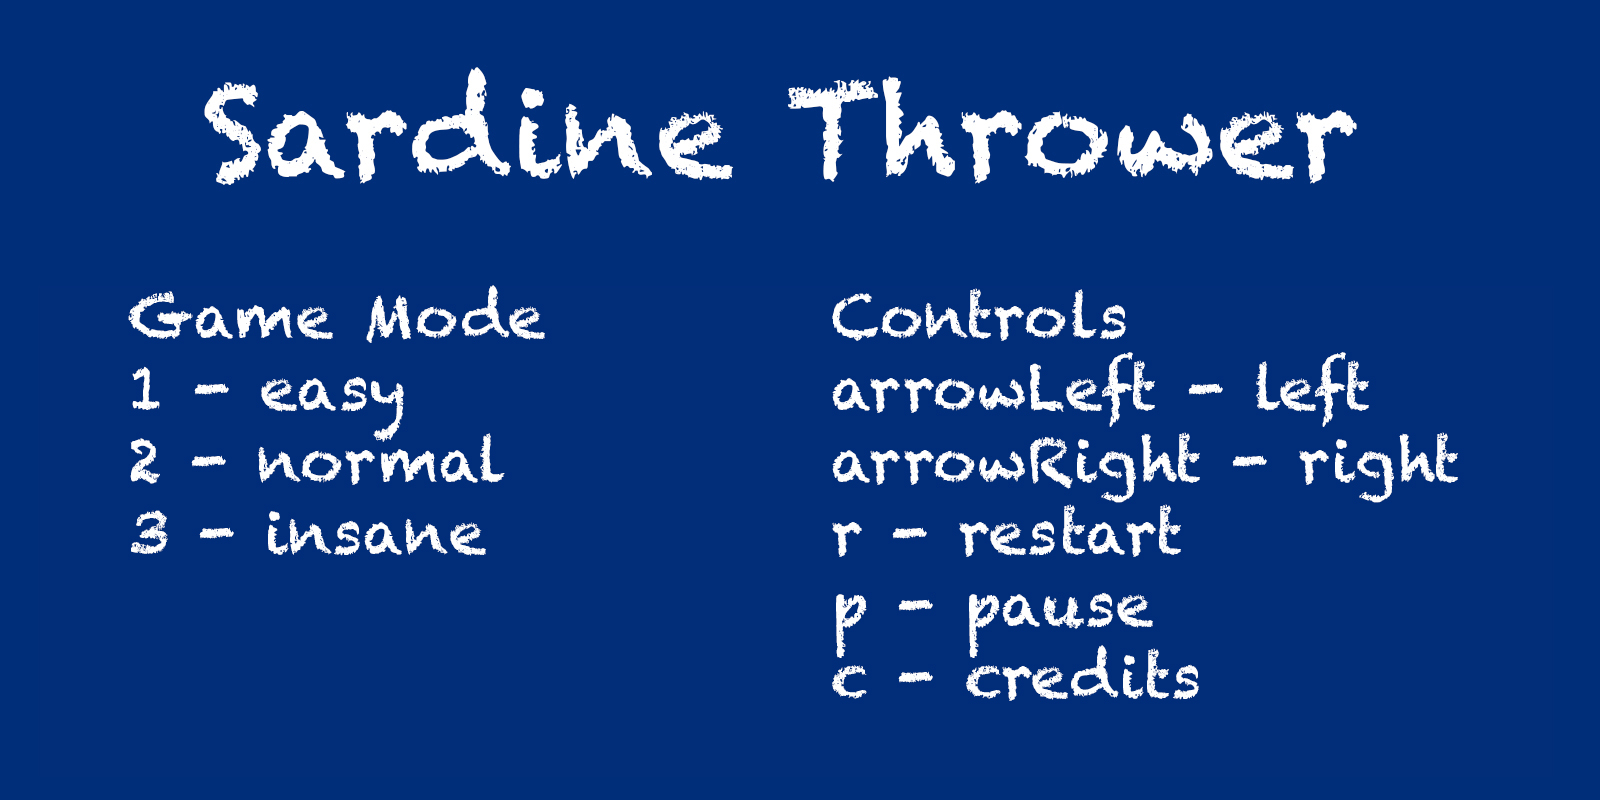 Sardine Thrower
Game Mode
1 - easy
2 - normal
3 - insane
Controls
arrowLeft - left
arrowRight - right
r - restart
p - pause
c - credits